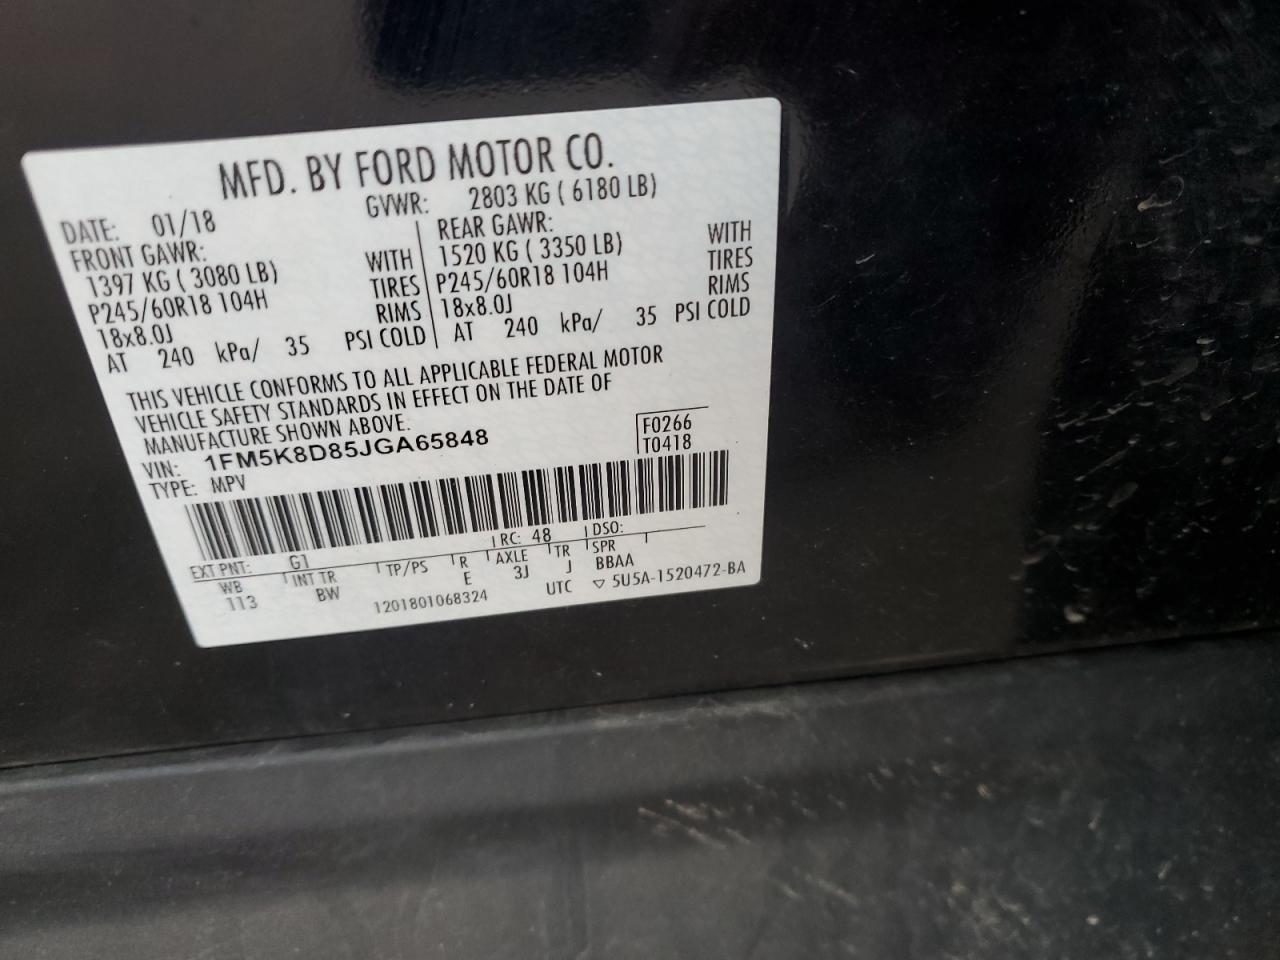 MFD. BY FORD MOTOR CO.
DATE: 01/18 GVWR: 2803 KG ( 6180 LB)
FRONT GAWR: REAR GAWR:
1397 KG ( 3080 LB) WITH 1520 KG ( 3350 LB) WITH
P245/60R18 104H TIRES P245/60R18 104H TIRES
18x8.0J RIMS 18x8.0J RIMS
AT 240 kPa/ 35 PSI COLD AT 240 kPa/ 35 PSI COLD
THIS VEHICLE CONFORMS TO ALL APPLICABLE FEDERAL MOTOR
VEHICLE SAFETY STANDARDS IN EFFECT ON THE DATE OF
MANUFACTURE SHOWN ABOVE.
VIN: 1FM5K8D85JGA65848 F0266
TYPE: MPV T0418
EXT PNT: G1 RC: 48 DSO:
WB INT TR TP/PS R AXLE TR SPR
113 BW E 3J J BBAA
1201801068324 UTC ▽ 5U5A-1520472-BA